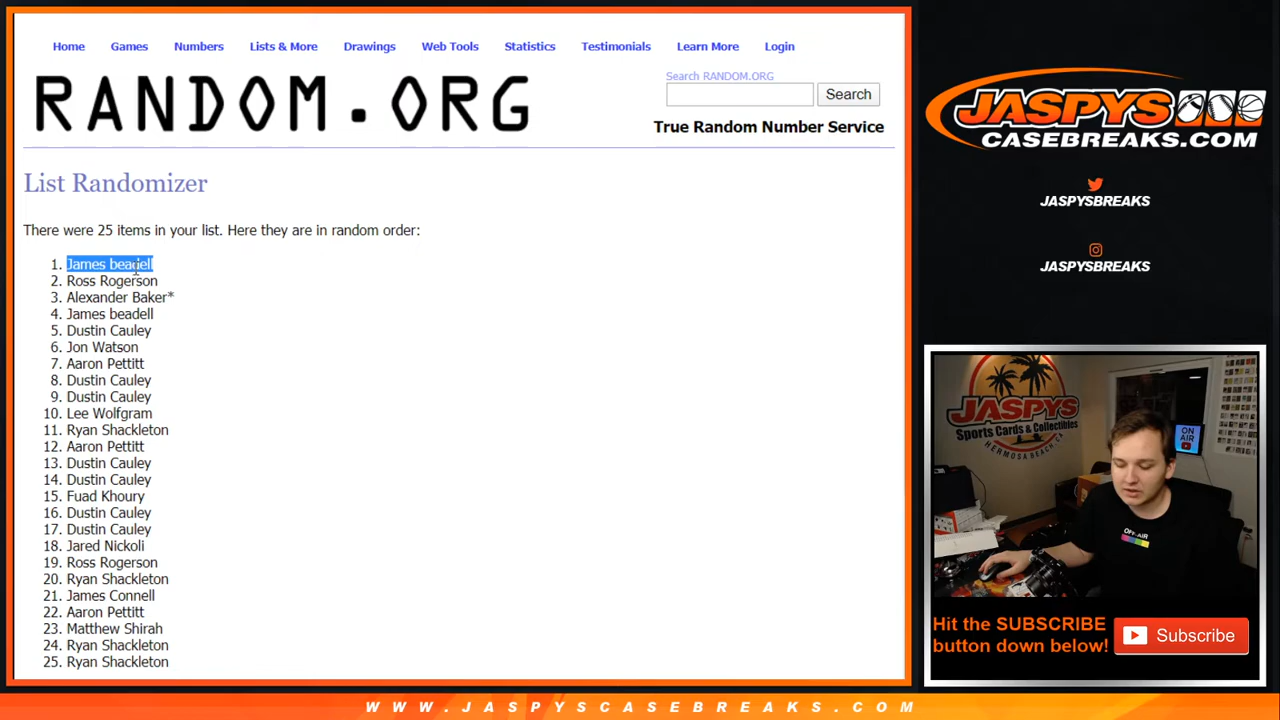 Home Games Numbers Lists & More Drawings Web Tools Statistics Testimonials Learn More Login
RANDOM.ORG
Search RANDOM.ORG
Search
True Random Number Service
List Randomizer
There were 25 items in your list. Here they are in random order:
1. James beadell
2. Ross Rogerson
3. Alexander Baker*
4. James beadell
5. Dustin Cauley
6. Jon Watson
7. Aaron Pettitt
8. Dustin Cauley
9. Dustin Cauley
10. Lee Wolfgram
11. Ryan Shackleton
12. Aaron Pettitt
13. Dustin Cauley
14. Dustin Cauley
15. Fuad Khoury
16. Dustin Cauley
17. Dustin Cauley
18. Jared Nickoli
19. Ross Rogerson
20. Ryan Shackleton
21. James Connell
22. Aaron Pettitt
23. Matthew Shirah
24. Ryan Shackleton
25. Ryan Shackleton
JASPYS
CASEBREAKS.COM
JASPYSBREAKS
JASPYSBREAKS
JASPYS
Sports Cards & Collectibles
HERMOSA BEACH, CA
ON
AIR
OFF-AIR
Hit the SUBSCRIBE
button down below!
Subscribe
WWW.JASPYSCASEBREAKS.COM